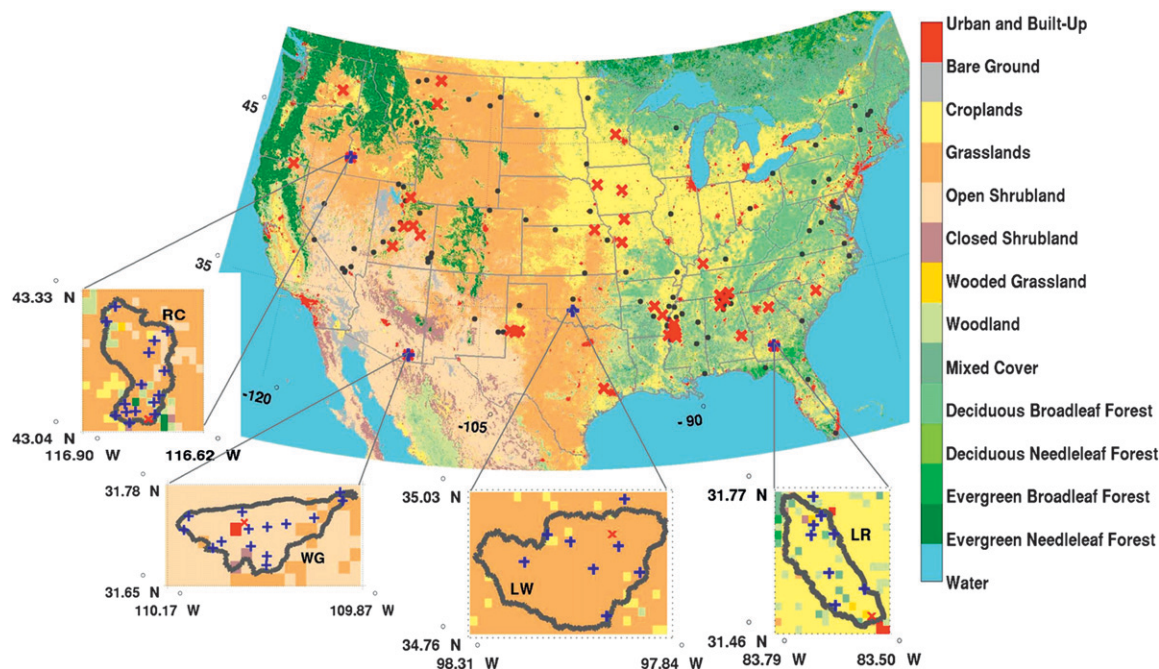 Urban and Built-Up
Bare Ground
Croplands
Grasslands
Open Shrubland
Closed Shrubland
Wooded Grassland
Woodland
Mixed Cover
Deciduous Broadleaf Forest
Deciduous Needleleaf Forest
Evergreen Broadleaf Forest
Evergreen Needleleaf Forest
Water
45°
35°
-120°
-105°
-90°
43.33° N
RC
43.04° N
116.90° W 116.62° W
31.78° N
WG
31.65° N
110.17° W 109.87° W
35.03° N
LW
34.76° N
98.31° W 97.84° W
31.77° N
LR
31.46° N
83.79° W 83.50° W